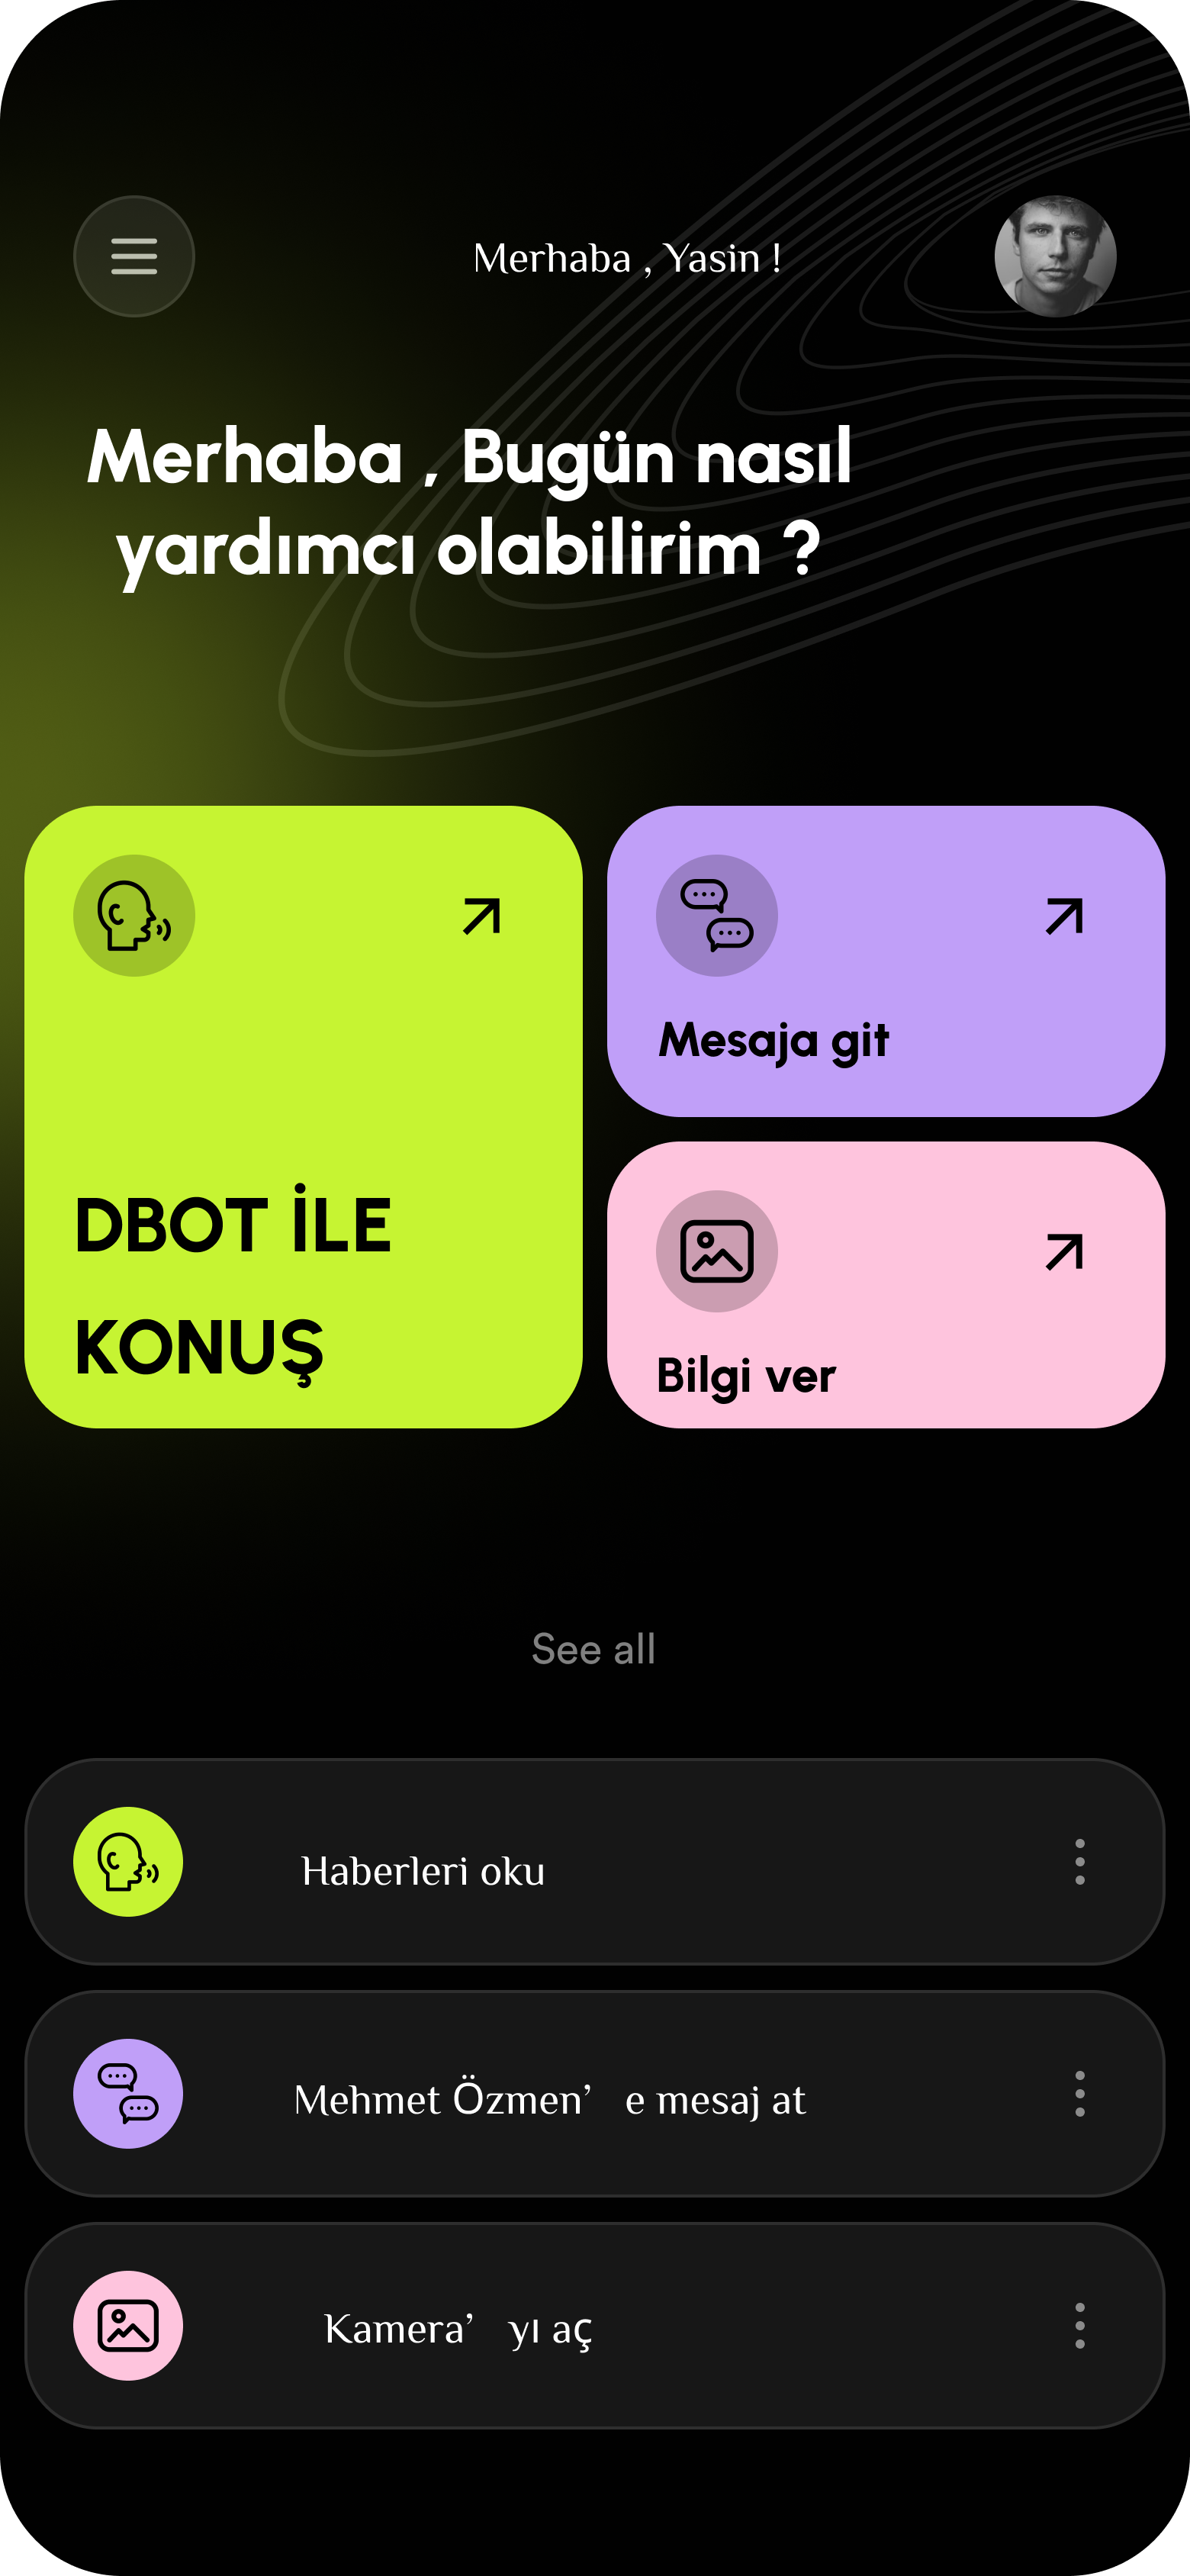 Merhaba , Yasin !
Merhaba , Bugün nasıl
yardımcı olabilirim ?
DBOT İLE
KONUŞ
Mesaja git
Bilgi ver
See all
Haberleri oku
Mehmet Özmen’ e mesaj at
Kamera’ yı aç